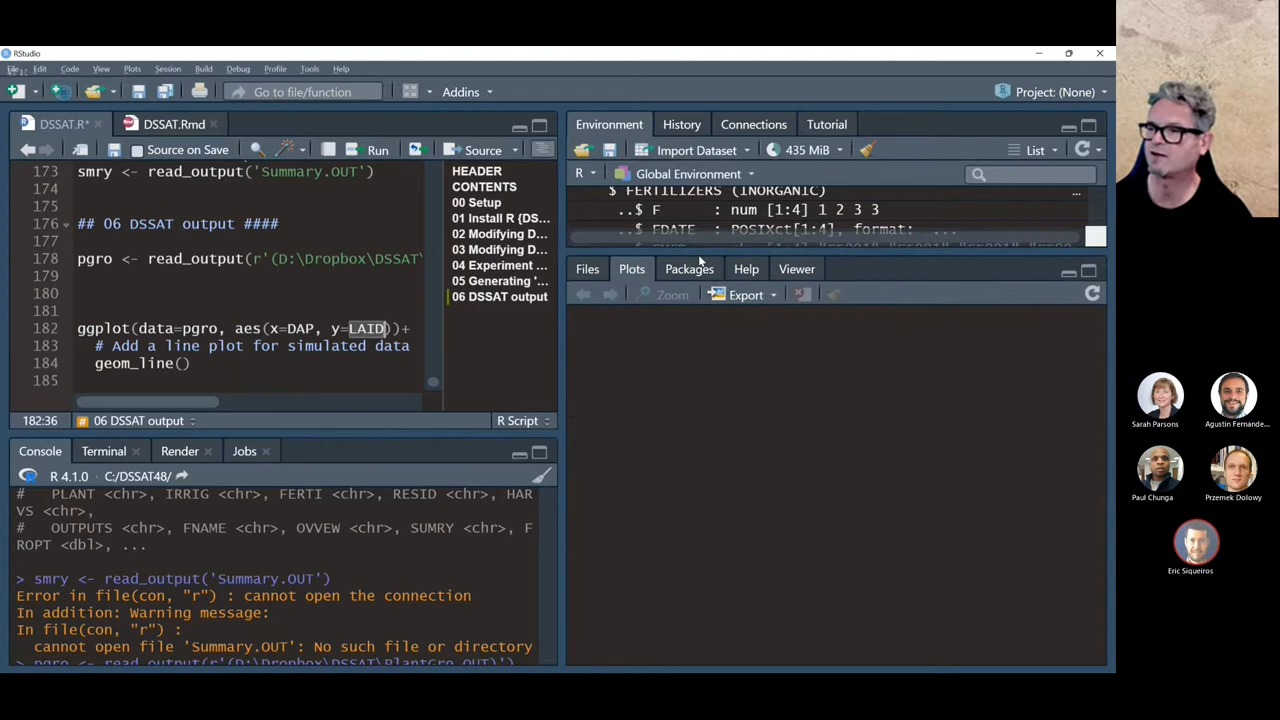 RStudio
File Edit Code View Plots Session Build Debug Profile Tools Help
Go to file/function Addins Project: (None)
DSSAT.R* DSSAT.Rmd
Source on Save Run Source
173 smry <- read_output('Summary.OUT')
174
175
176 ## 06 DSSAT output ####
177
178 pgro <- read_output(r'(D:\Dropbox\DSSAT\
179
180
181
182 ggplot(data=pgro, aes(x=DAP, y=LAID))+
183 # Add a line plot for simulated data
184 geom_line()
185
HEADER
CONTENTS
00 Setup
01 Install R {DS...
02 Modifying D...
03 Modifying D...
04 Experiment ...
05 Generating '...
06 DSSAT output
182:36 06 DSSAT output R Script
Console Terminal Render Jobs
R 4.1.0 · C:/DSSAT48/
# PLANT <chr>, IRRIG <chr>, FERTI <chr>, RESID <chr>, HAR
VS <chr>,
# OUTPUTS <chr>, FNAME <chr>, OVVEW <chr>, SUMRY <chr>, F
ROPT <dbl>, ...
> smry <- read_output('Summary.OUT')
Error in file(con, "r") : cannot open the connection
In addition: Warning message:
In file(con, "r") :
cannot open file 'Summary.OUT': No such file or directory
> pgro <- read_output(r'(D:\Dropbox\DSSAT\PlantGro.OUT)')
Environment History Connections Tutorial
Import Dataset 435 MiB List
R Global Environment
$ FERTILIZERS (INORGANIC) ...
..$ F : num [1:4] 1 2 3 3
..$ FDATE : POSIXct[1:4], format: ...
Files Plots Packages Help Viewer
Zoom Export
Sarah Parsons Agustin Fernande...
Paul Chunga Przemek Dolowy
Eric Siqueiros